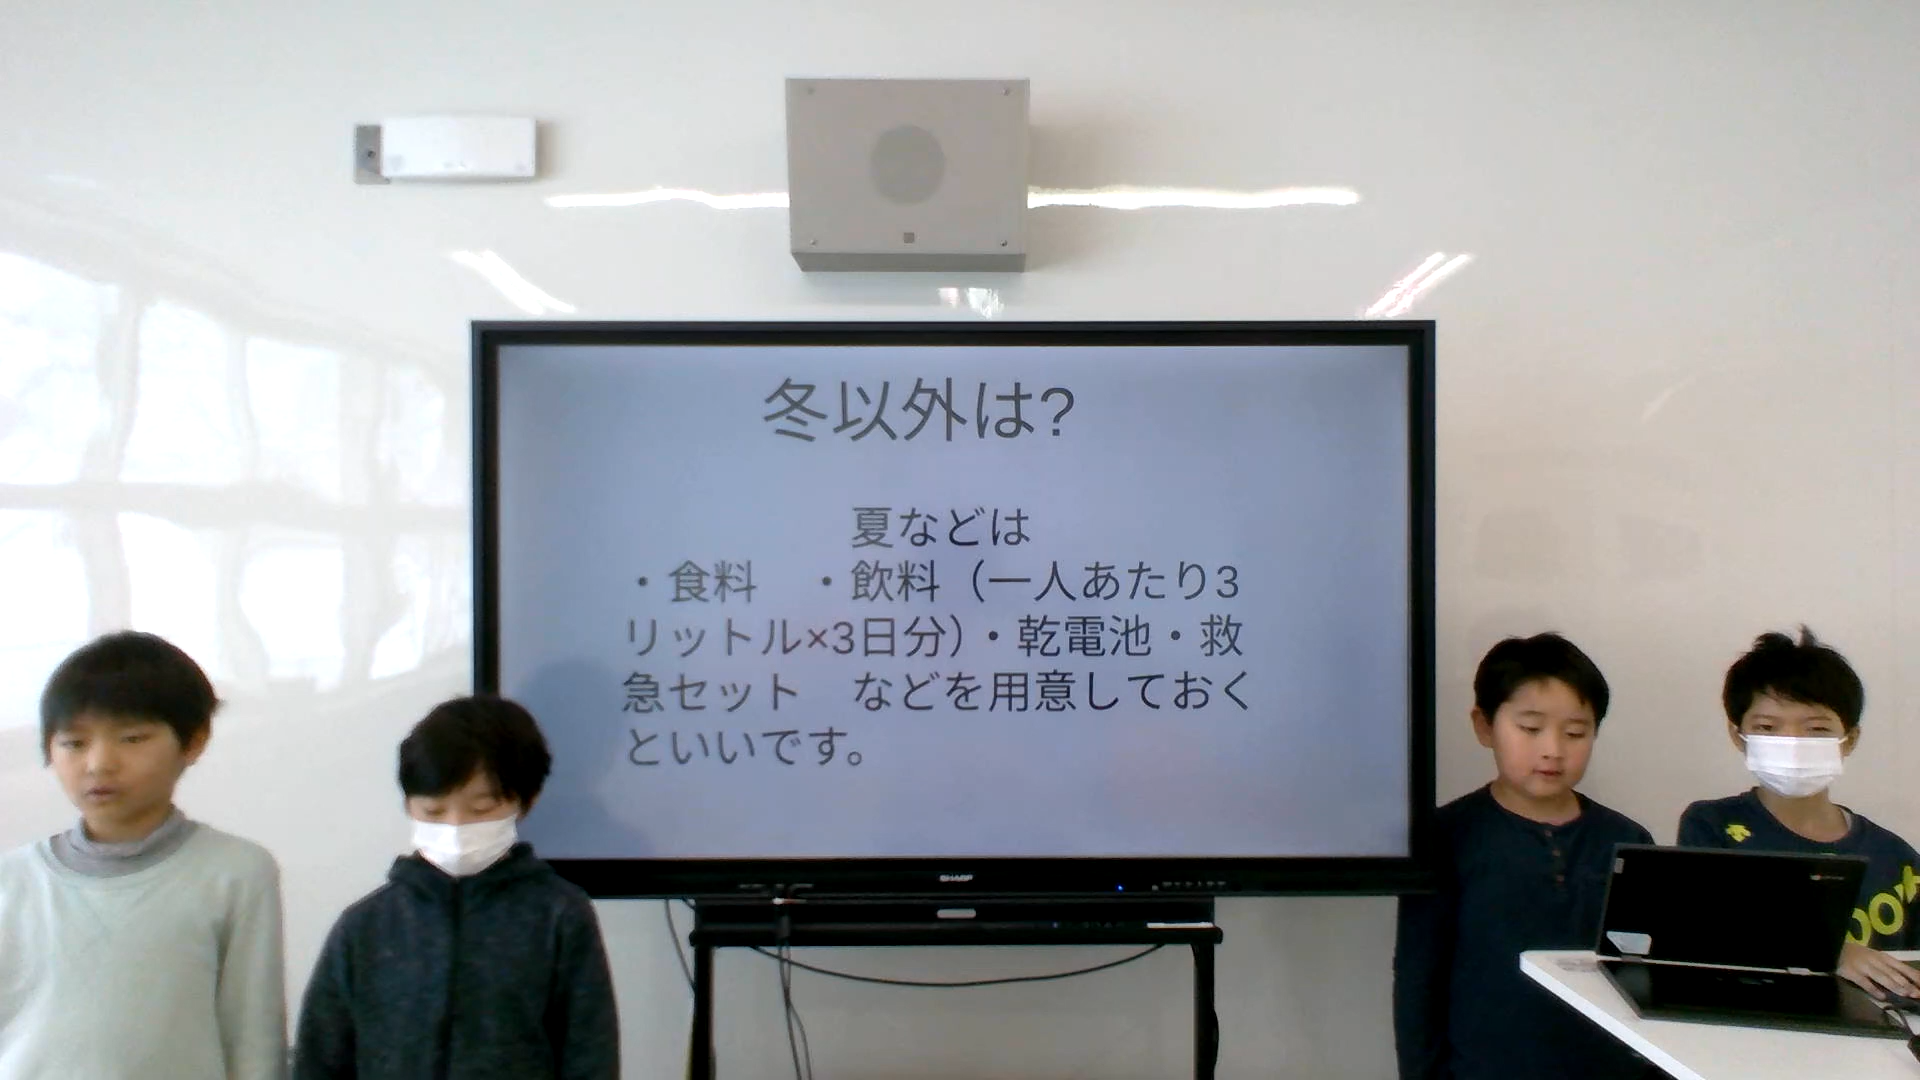 冬以外は?
夏などは
・食料　・飲料（一人あたり3
リットル×3日分）・乾電池・救
急セット　などを用意しておく
といいです。
SHARP